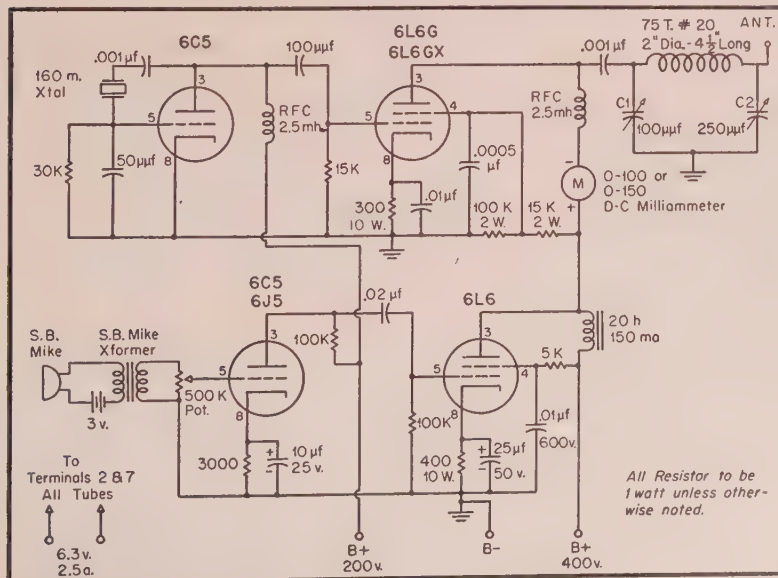 6C5
.001μf
160 m.
Xtal
3
5
8
30K
50μμf
100μμf
RFC
2.5mh
6L6G
6L6GX
3
5
4
8
15K
300
10 W.
.01μf
.0005
μf
100 K
2 W.
15 K
2 W.
RFC
2.5mh
.001μf
75 T. # 20
2" Dia.-4½" Long
ANT.
C1
100μμf
C2
250μμf
-
M
+
0-100 or
0-150
D-C Milliammeter
S.B.
Mike
S.B. Mike
Xformer
3 v.
500 K
Pot.
6C5
6J5
3
5
8
3000
+
-
10μf
25 v.
100K
.02μf
6L6
3
5
4
8
100K
400
10 W.
+
-
25μf
50 v.
5 K
.01μf
600v.
20 h
150 ma
To
Terminals 2 & 7
All Tubes
6.3 v.
2.5 a.
B+
200v.
B-
B+
400v.
All Resistor to be
1 watt unless other-
wise noted.